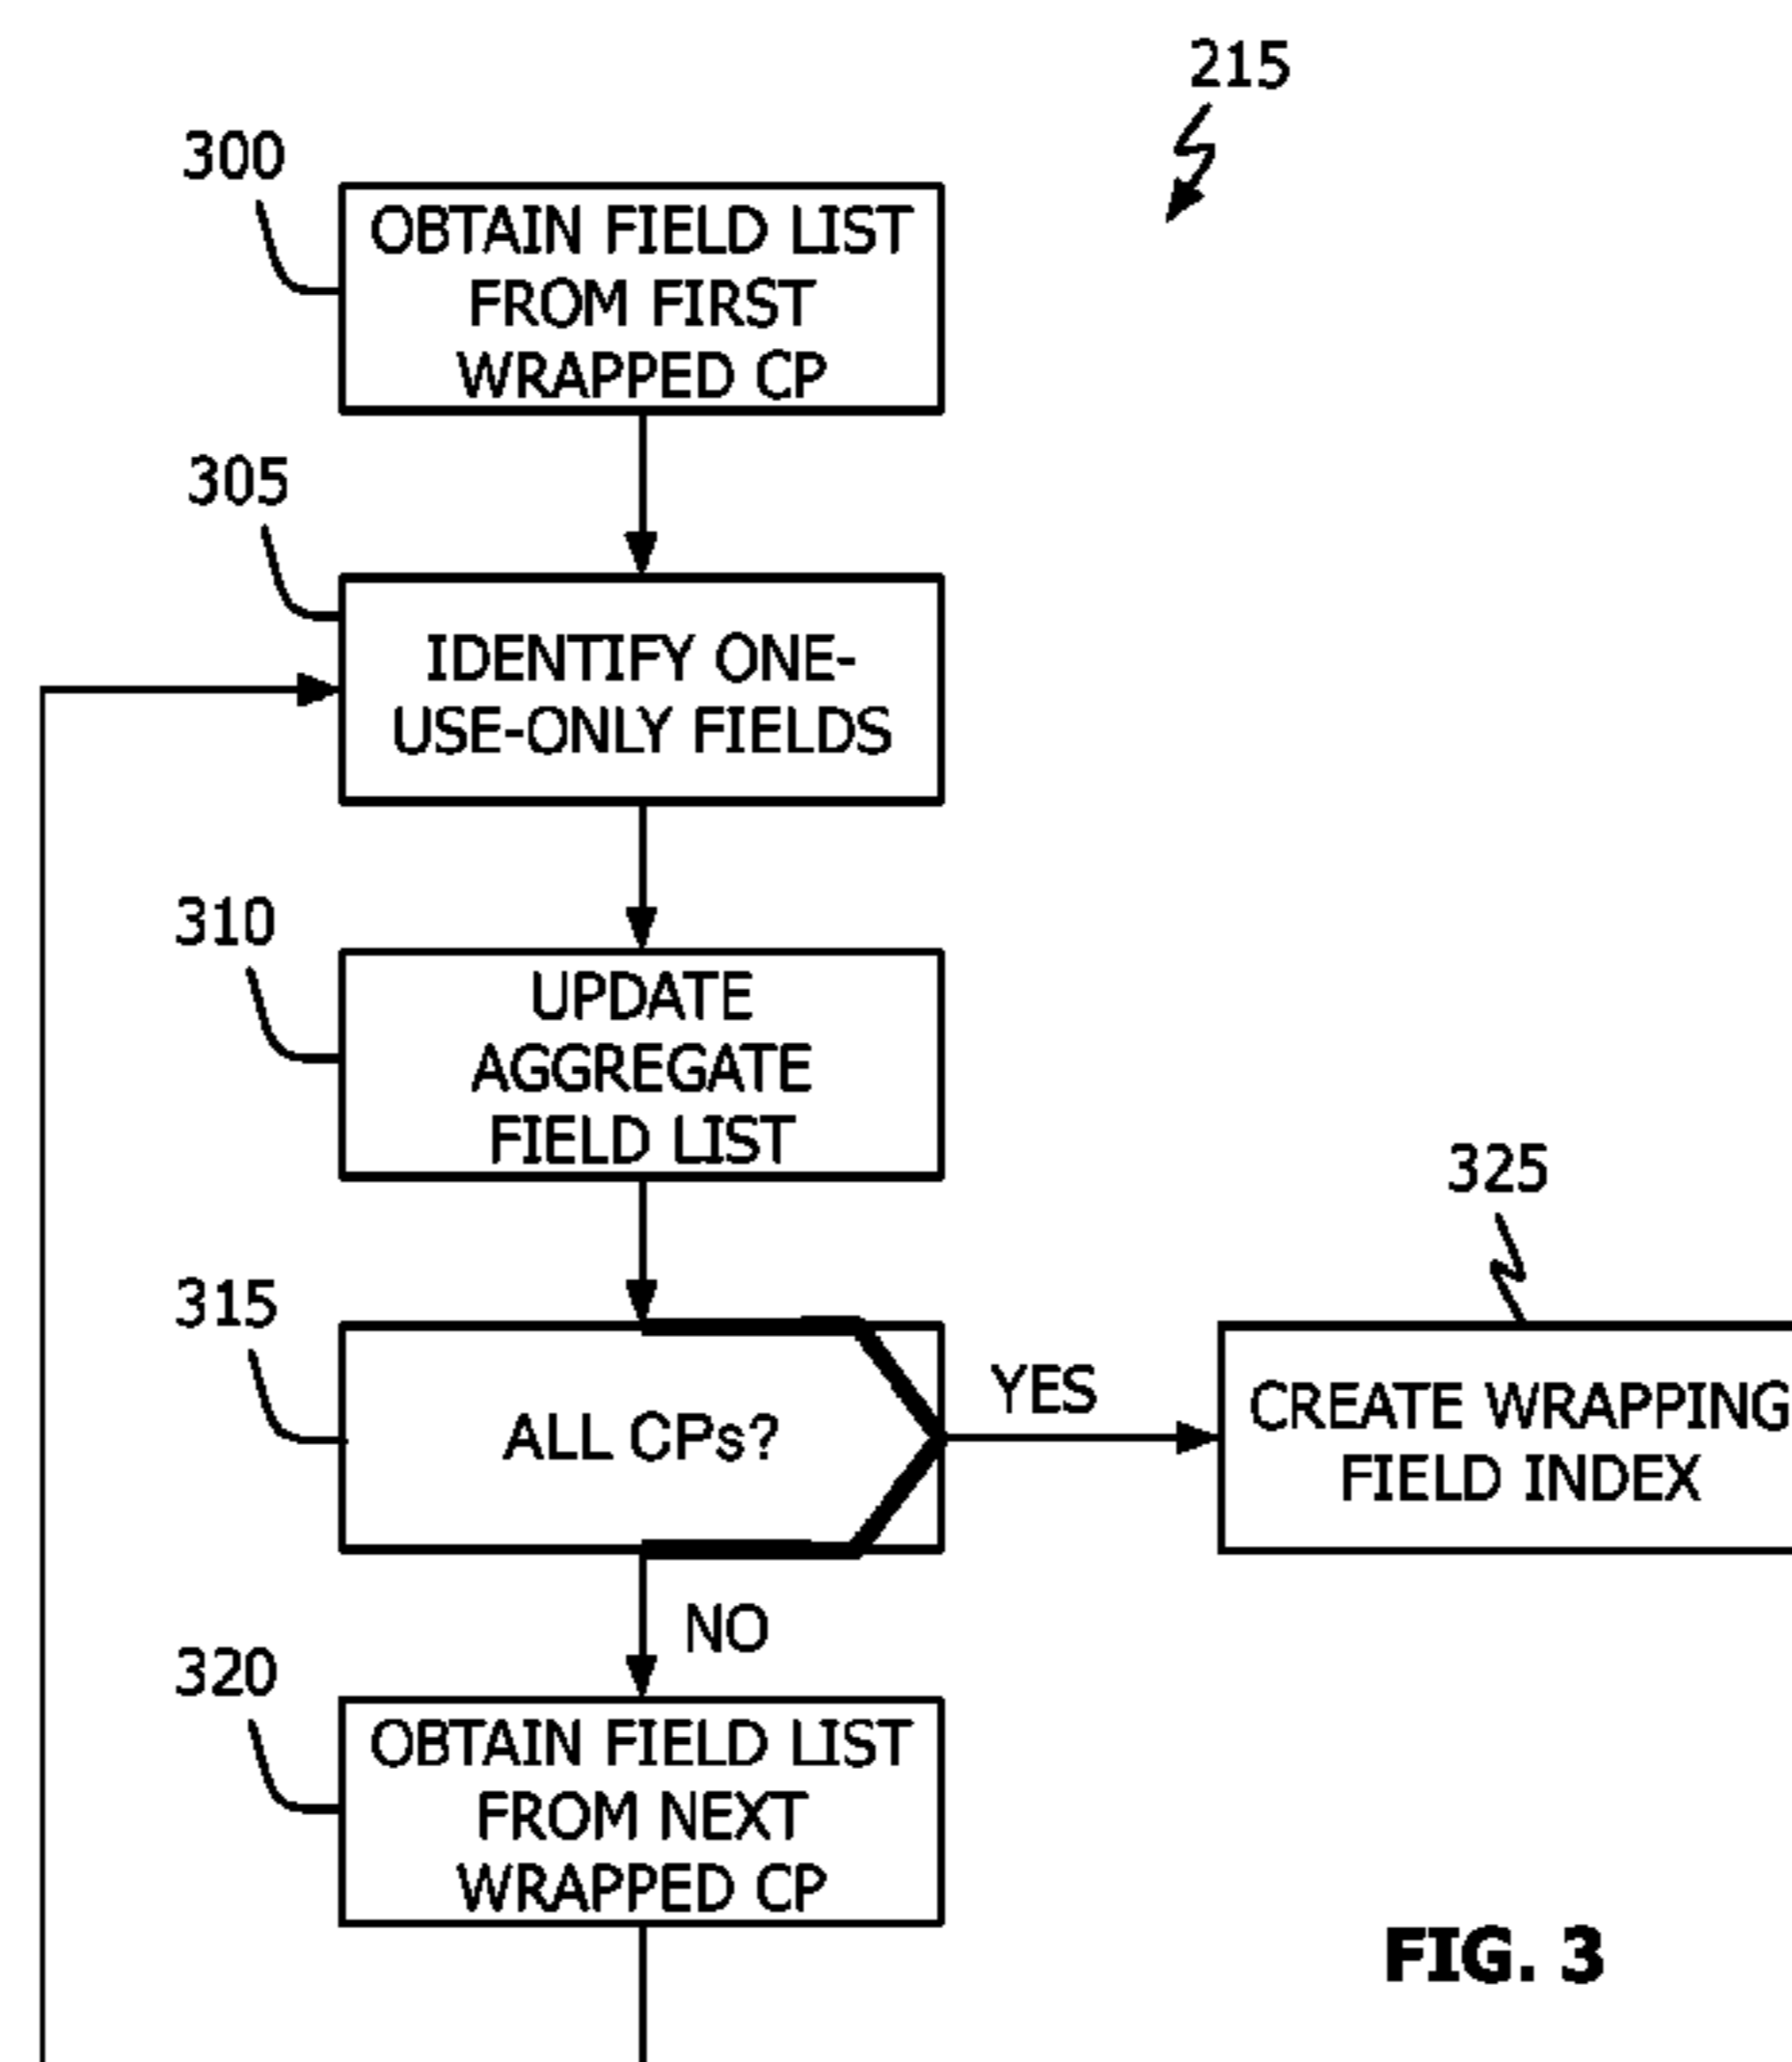 215
300
OBTAIN FIELD LIST
FROM FIRST
WRAPPED CP
305
IDENTIFY ONE-
USE-ONLY FIELDS
310
UPDATE
AGGREGATE
FIELD LIST
325
315
ALL CPs?
YES
CREATE WRAPPING
FIELD INDEX
NO
320
OBTAIN FIELD LIST
FROM NEXT
WRAPPED CP
FIG. 3